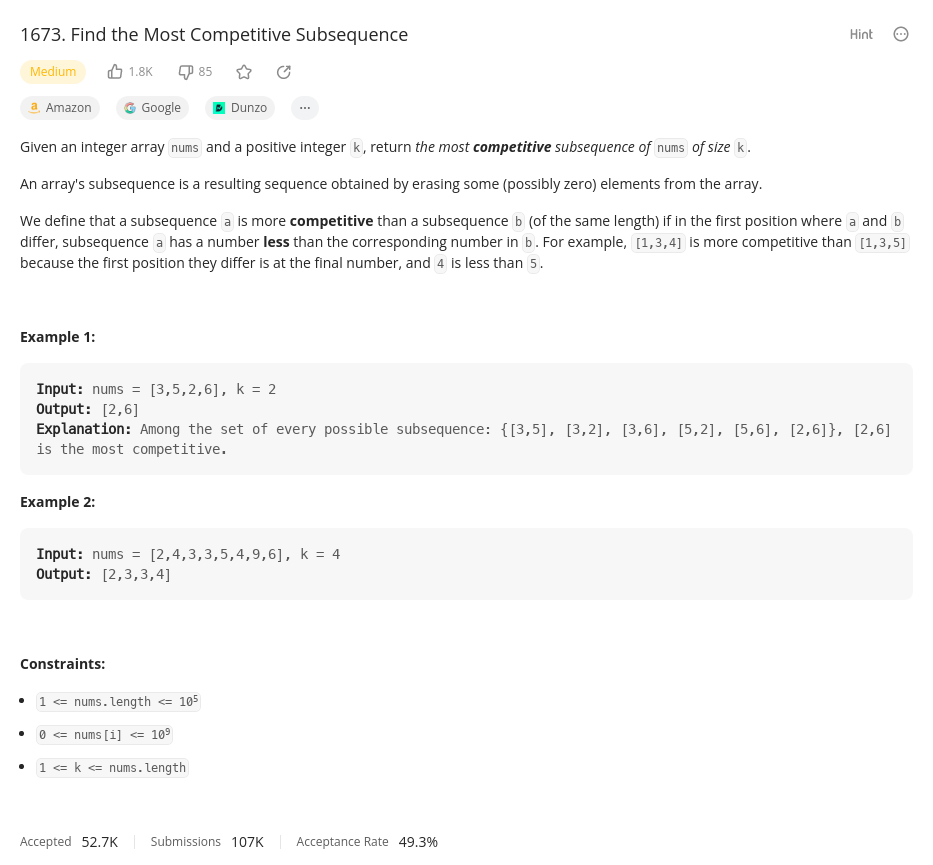 1673. Find the Most Competitive Subsequence
Hint
Medium 1.8K 85
Amazon Google Dunzo ...
Given an integer array nums and a positive integer k, return the most competitive subsequence of nums of size k.
An array's subsequence is a resulting sequence obtained by erasing some (possibly zero) elements from the array.
We define that a subsequence a is more competitive than a subsequence b (of the same length) if in the first position where a and b
differ, subsequence a has a number less than the corresponding number in b. For example, [1,3,4] is more competitive than [1,3,5]
because the first position they differ is at the final number, and 4 is less than 5.
Example 1:
Input: nums = [3,5,2,6], k = 2
Output: [2,6]
Explanation: Among the set of every possible subsequence: {[3,5], [3,2], [3,6], [5,2], [5,6], [2,6]}, [2,6]
is the most competitive.
Example 2:
Input: nums = [2,4,3,3,5,4,9,6], k = 4
Output: [2,3,3,4]
Constraints:
1 <= nums.length <= 10⁵
0 <= nums[i] <= 10⁹
1 <= k <= nums.length
Accepted 52.7K Submissions 107K Acceptance Rate 49.3%